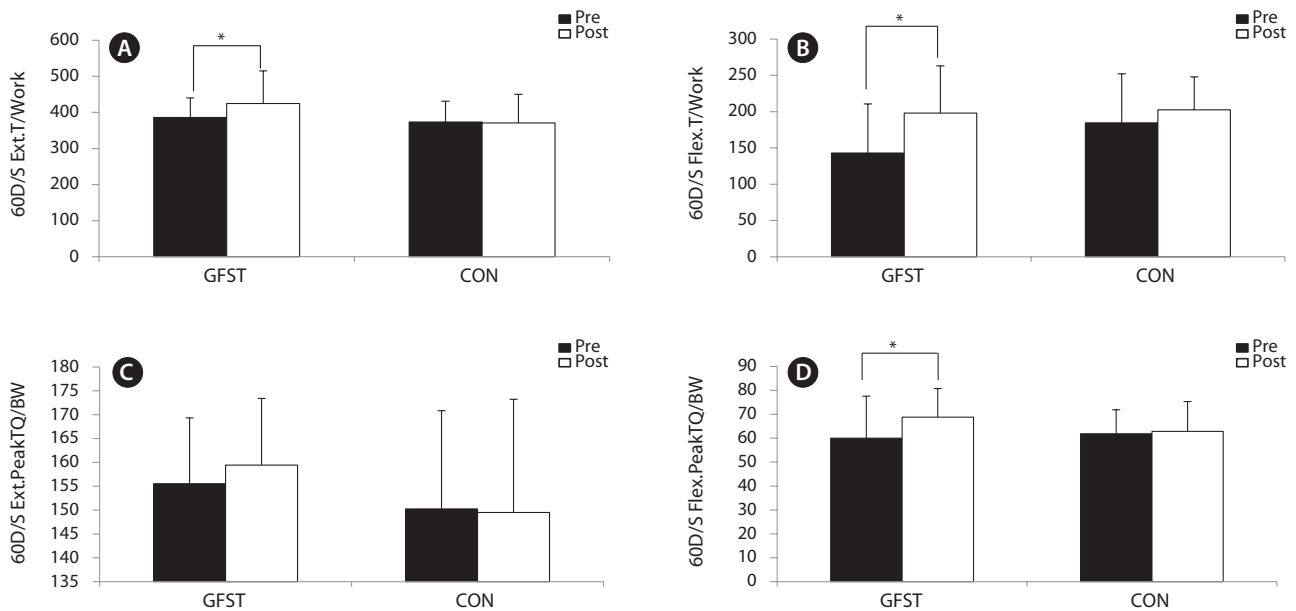 A
Pre
Post
60D/S Ext.T/Work
600
500
400
300
200
100
0
*
GFST
CON
B
Pre
Post
60D/S Flex.T/Work
300
250
200
150
100
50
0
*
GFST
CON
C
Pre
Post
60D/S Ext.PeakTQ/BW
180
175
170
165
160
155
150
145
140
135
GFST
CON
D
Pre
Post
60D/S Flex.PeakTQ/BW
90
80
70
60
50
40
30
20
10
0
*
GFST
CON